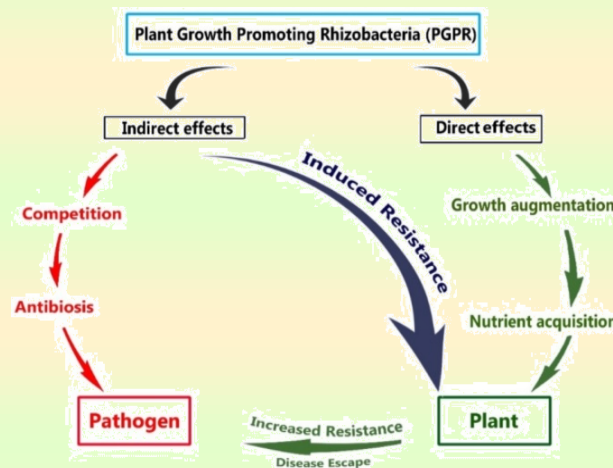 Plant Growth Promoting Rhizobacteria (PGPR)
Indirect effects
Direct effects
Induced Resistance
Competition
Growth augmentation
Antibiosis
Nutrient acquisition
Pathogen
Increased Resistance
Disease Escape
Plant